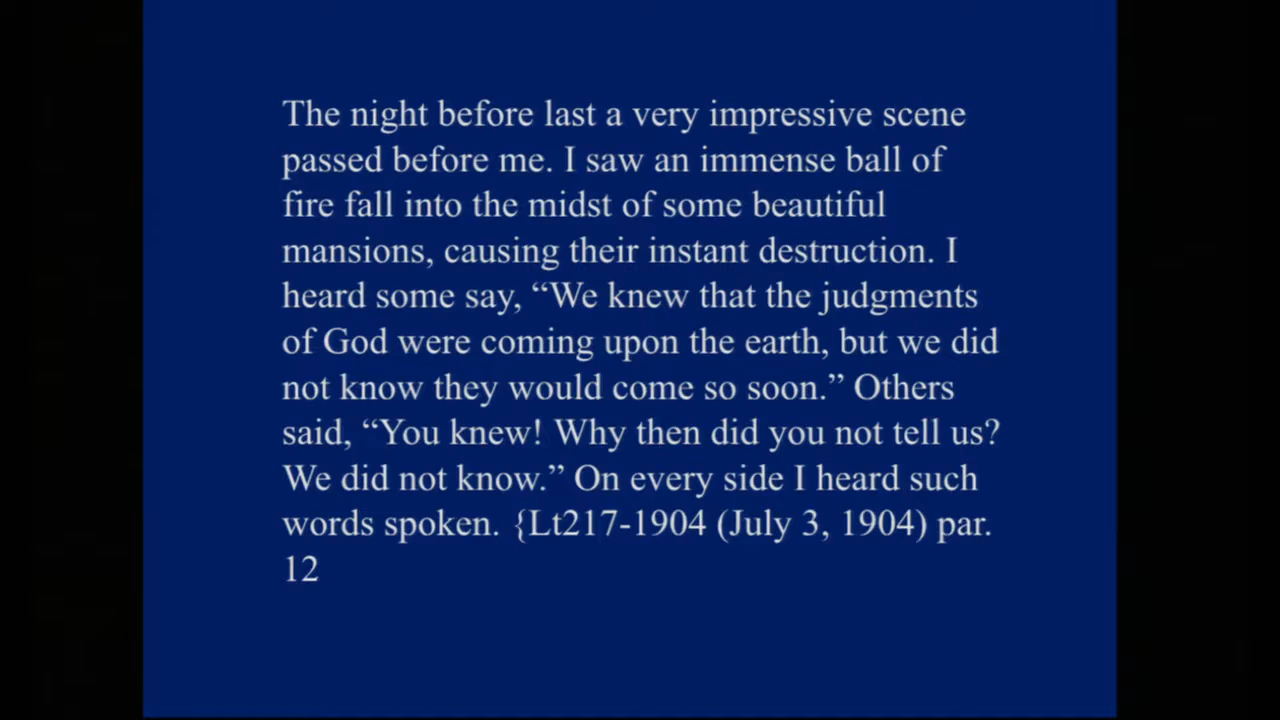 The night before last a very impressive scene
passed before me. I saw an immense ball of
fire fall into the midst of some beautiful
mansions, causing their instant destruction. I
heard some say, “We knew that the judgments
of God were coming upon the earth, but we did
not know they would come so soon.” Others
said, “You knew! Why then did you not tell us?
We did not know.” On every side I heard such
words spoken. {Lt217-1904 (July 3, 1904) par.
12